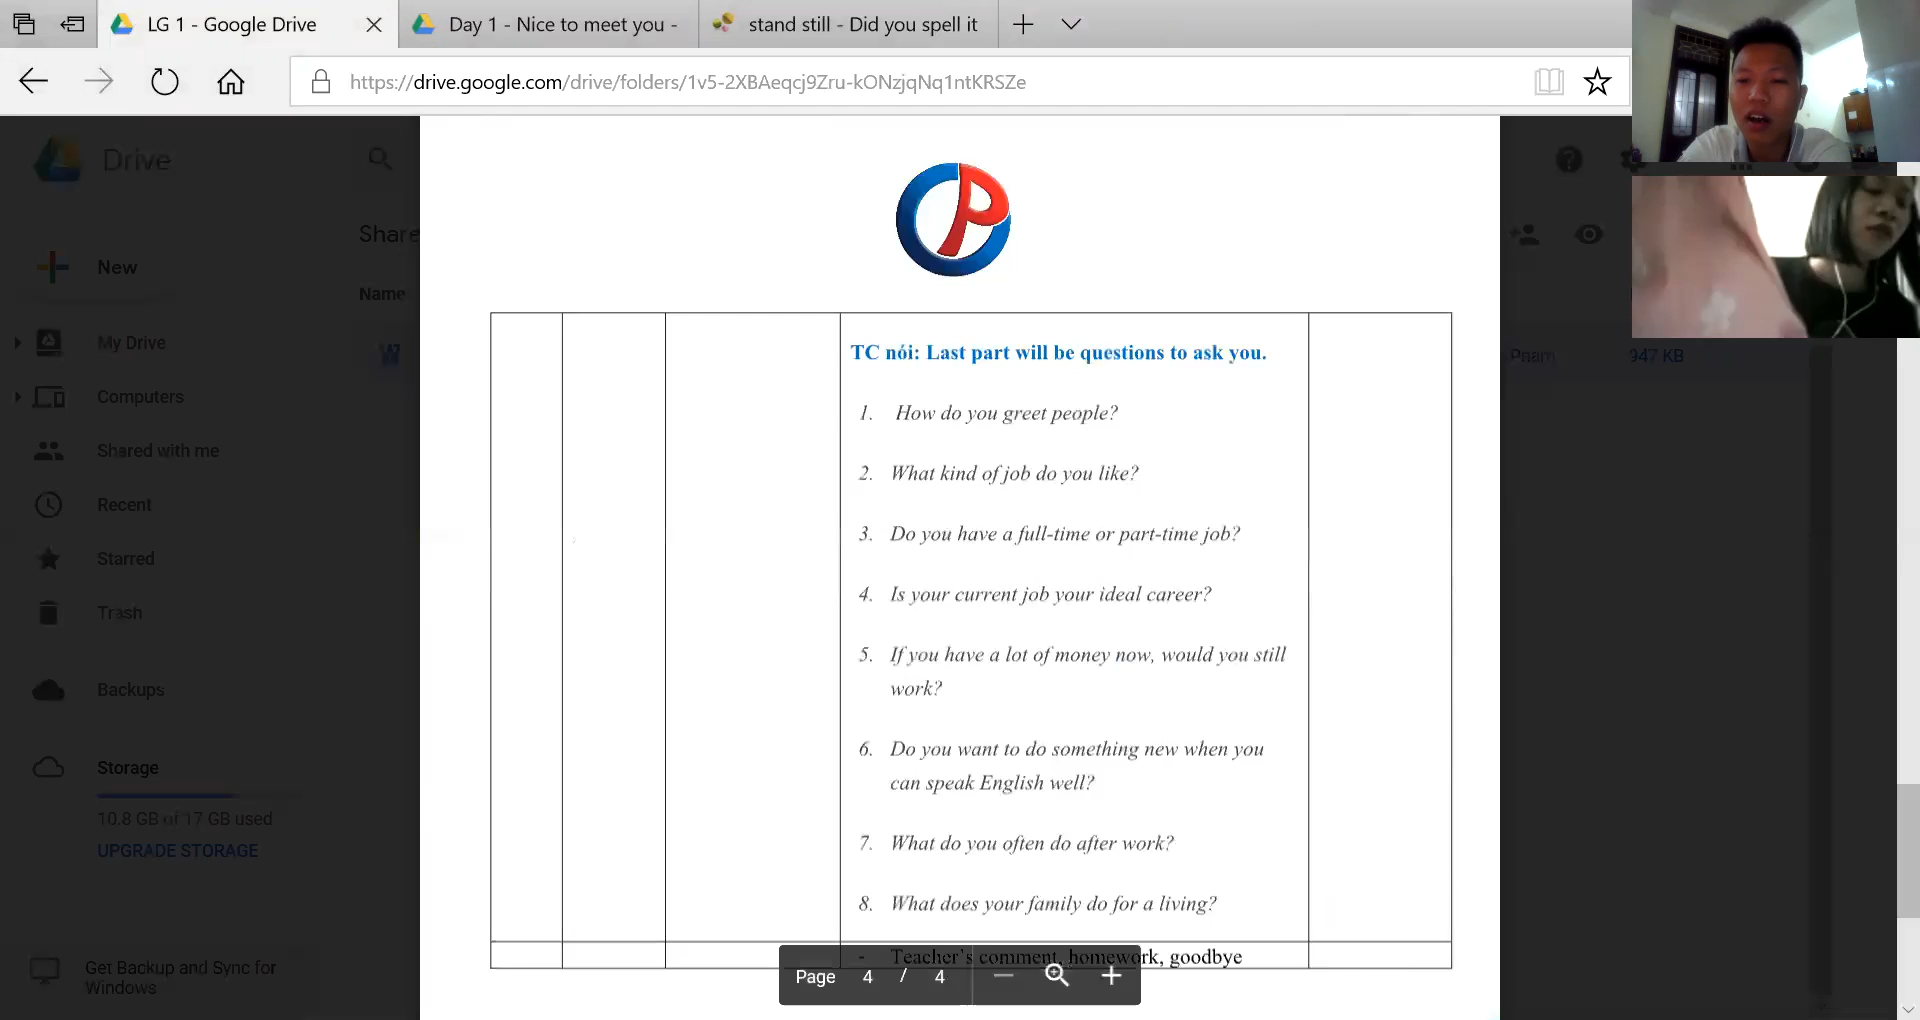 LG 1 - Google Drive
Day 1 - Nice to meet you -
stand still - Did you spell it
https://drive.google.com/drive/folders/1v5-2XBAeqcj9Zru-kONzjqNq1ntKRSZe
Drive
Share
New
Name
My Drive
Computers
Shared with me
Recent
Starred
Trash
Backups
Storage
10.8 GB of 17 GB used
UPGRADE STORAGE
Get Backup and Sync for
Windows
947 KB
TC nói: Last part will be questions to ask you.
1. How do you greet people?
2. What kind of job do you like?
3. Do you have a full-time or part-time job?
4. Is your current job your ideal career?
5. If you have a lot of money now, would you still
work?
6. Do you want to do something new when you
can speak English well?
7. What do you often do after work?
8. What does your family do for a living?
- Teacher's comment, homework, goodbye
Page 4 / 4